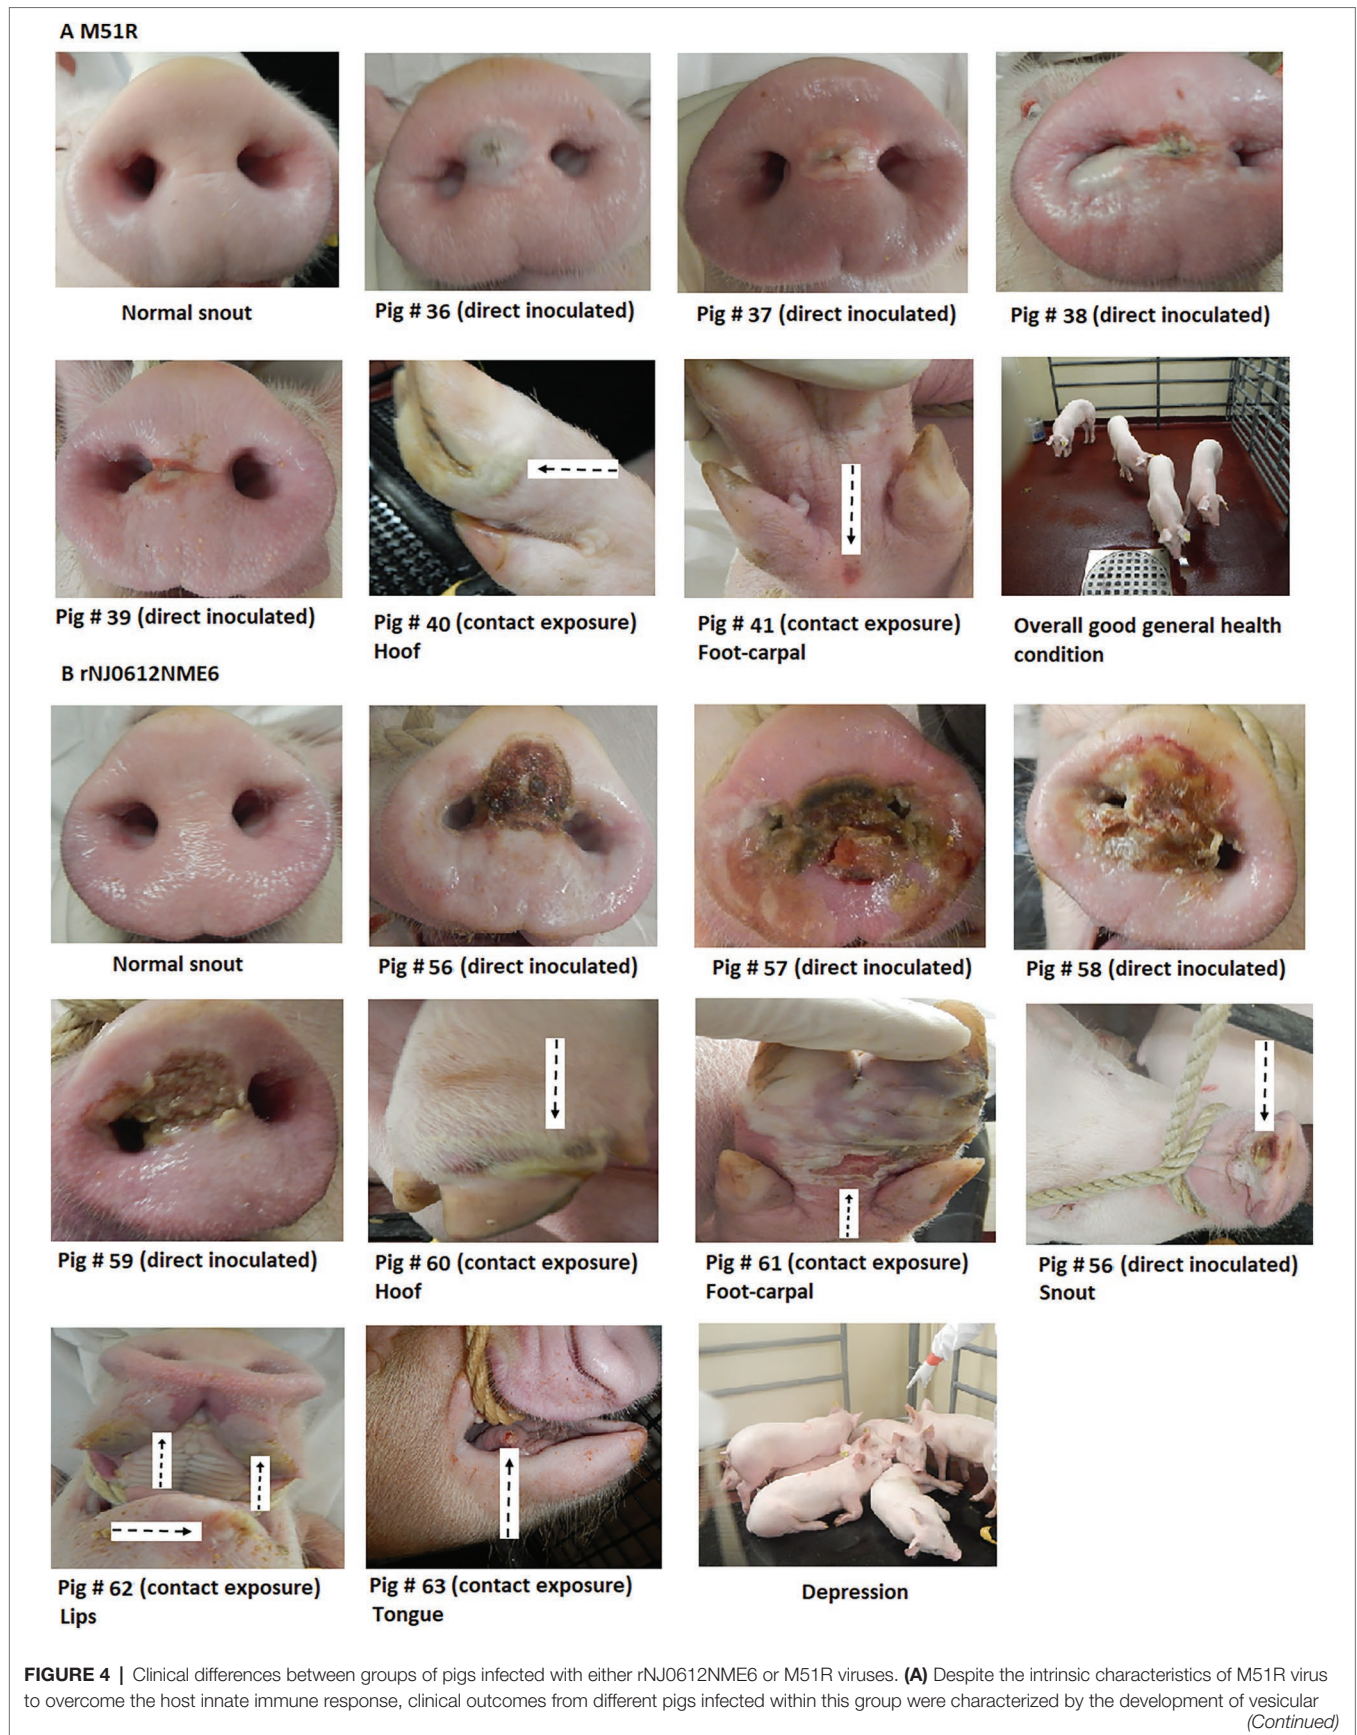 A M51R
Normal snout
Pig # 36 (direct inoculated)
Pig # 37 (direct inoculated)
Pig # 38 (direct inoculated)
Pig # 39 (direct inoculated)
Pig # 40 (contact exposure)
Hoof
Pig # 41 (contact exposure)
Foot-carpal
Overall good general health
condition
B rNJ0612NME6
Normal snout
Pig # 56 (direct inoculated)
Pig # 57 (direct inoculated)
Pig # 58 (direct inoculated)
Pig # 59 (direct inoculated)
Pig # 60 (contact exposure)
Hoof
Pig # 61 (contact exposure)
Foot-carpal
Pig # 56 (direct inoculated)
Snout
Pig # 62 (contact exposure)
Lips
Pig # 63 (contact exposure)
Tongue
Depression
FIGURE 4 | Clinical differences between groups of pigs infected with either rNJ0612NME6 or M51R viruses. (A) Despite the intrinsic characteristics of M51R virus
to overcome the host innate immune response, clinical outcomes from different pigs infected within this group were characterized by the development of vesicular
(Continued)